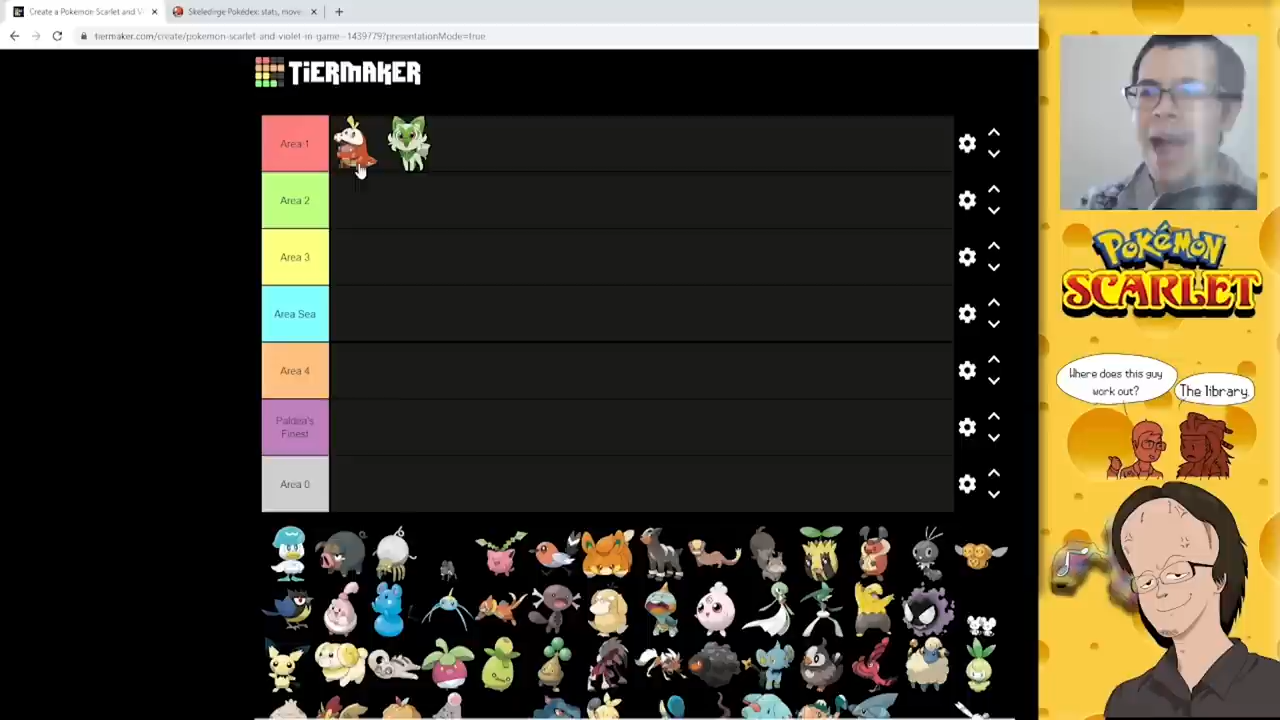 Create a Pokemon Scarlet and V
Skeledirge Pokédex: stats, move
tiermaker.com/create/pokemon-scarlet-and-violet-in-game--1439779?presentationMode=true
TiERMAKER
Area 1
Area 2
Area 3
Area Sea
Area 4
Paldea's
Finest
Area 0
POKéMON
SCARLET
Where does this guy
work out?
The library.